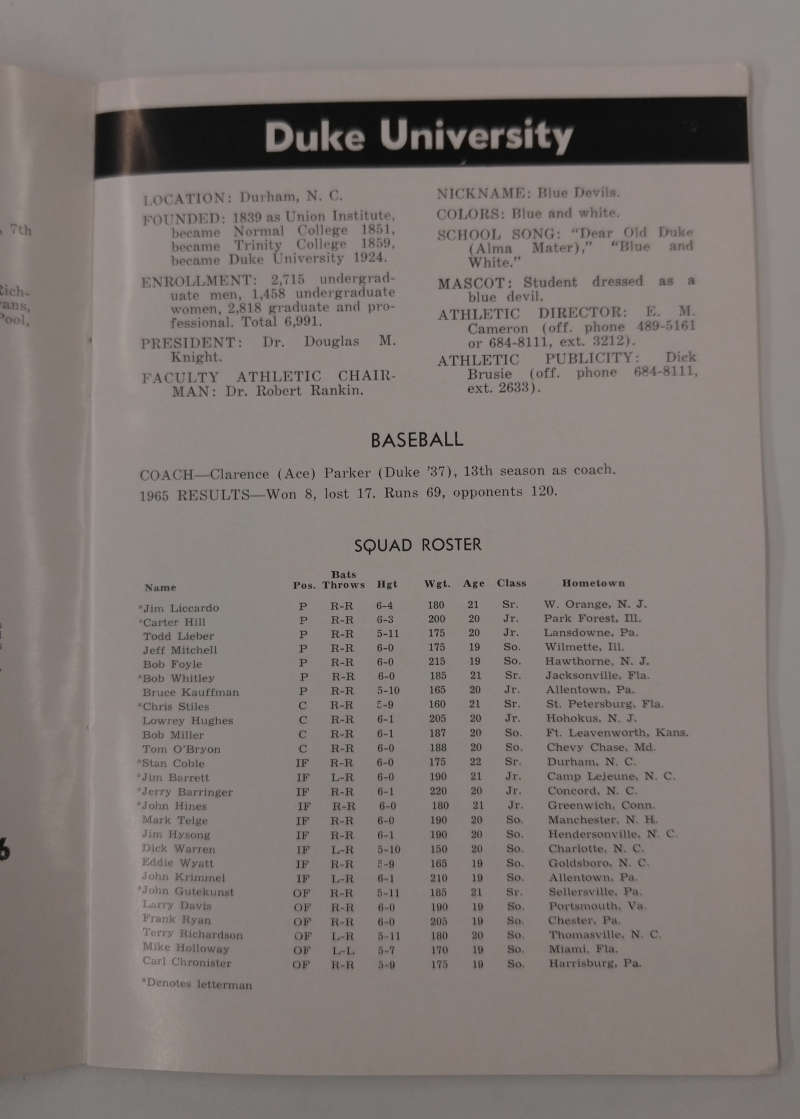 7th
Duke University
LOCATION: Durham, N. C.
FOUNDED: 1839 as Union Institute,
became Normal College 1851,
became Trinity College 1859,
became Duke University 1924.
ENROLLMENT: 2,715 undergrad-
uate men, 1,458 undergraduate
women, 2,818 graduate and pro-
fessional. Total 6,991.
PRESIDENT: Dr. Douglas M.
Knight.
FACULTY ATHLETIC CHAIR-
MAN: Dr. Robert Rankin.
NICKNAME: Blue Devils.
COLORS: Blue and white.
SCHOOL SONG: “Dear Old Duke
(Alma Mater),” “Blue and
White.”
MASCOT: Student dressed as a
blue devil.
ATHLETIC DIRECTOR: E. M.
Cameron (off. phone 489-5161
or 684-8111, ext. 3212).
ATHLETIC PUBLICITY: Dick
Brusie (off. phone 684-8111,
ext. 2633).
BASEBALL
COACH—Clarence (Ace) Parker (Duke '37), 13th season as coach.
1965 RESULTS—Won 8, lost 17. Runs 69, opponents 120.
SQUAD ROSTER
Name Pos. Bats Throws Hgt Wgt. Age Class Hometown
*Jim Liccardo P R-R 6-4 180 21 Sr. W. Orange, N. J.
*Carter Hill P R-R 6-3 200 20 Jr. Park Forest, Ill.
Todd Lieber P R-R 5-11 175 20 Jr. Lansdowne, Pa.
Jeff Mitchell P R-R 6-0 175 19 So. Wilmette, Ill.
Bob Foyle P R-R 6-0 215 19 So. Hawthorne, N. J.
*Bob Whitley P R-R 6-0 185 21 Sr. Jacksonville, Fla.
Bruce Kauffman P R-R 5-10 165 20 Jr. Allentown, Pa.
*Chris Stiles C R-R 5-9 160 21 Sr. St. Petersburg, Fla.
Lowrey Hughes C R-R 6-1 205 20 Jr. Hohokus, N. J.
Bob Miller C R-R 6-1 187 20 So. Ft. Leavenworth, Kans.
Tom O'Bryon C R-R 6-0 188 20 So. Chevy Chase, Md.
*Stan Coble IF R-R 6-0 175 22 Sr. Durham, N. C.
*Jim Barrett IF L-R 6-0 190 21 Jr. Camp Lejeune, N. C.
*Jerry Barringer IF R-R 6-1 220 20 Jr. Concord, N. C.
*John Hines IF R-R 6-0 180 21 Jr. Greenwich, Conn.
Mark Telge IF R-R 6-0 190 20 So. Manchester, N. H.
Jim Hysong IF R-R 6-1 190 20 So. Hendersonville, N. C.
Dick Warren IF L-R 5-10 150 20 So. Charlotte, N. C.
Eddie Wyatt IF R-R 5-9 165 19 So. Goldsboro, N. C.
John Krimmel IF L-R 6-1 210 19 So. Allentown, Pa.
*John Gutekunst OF R-R 5-11 185 21 Sr. Sellersville, Pa.
Larry Davis OF R-R 6-0 190 19 So. Portsmouth, Va.
Frank Ryan OF R-R 6-0 205 19 So. Chester, Pa.
Terry Richardson OF L-R 5-11 180 20 So. Thomasville, N. C.
Mike Holloway OF L-L 5-7 170 19 So. Miami, Fla.
Carl Chronister OF R-R 5-9 175 19 So. Harrisburg, Pa.
*Denotes letterman